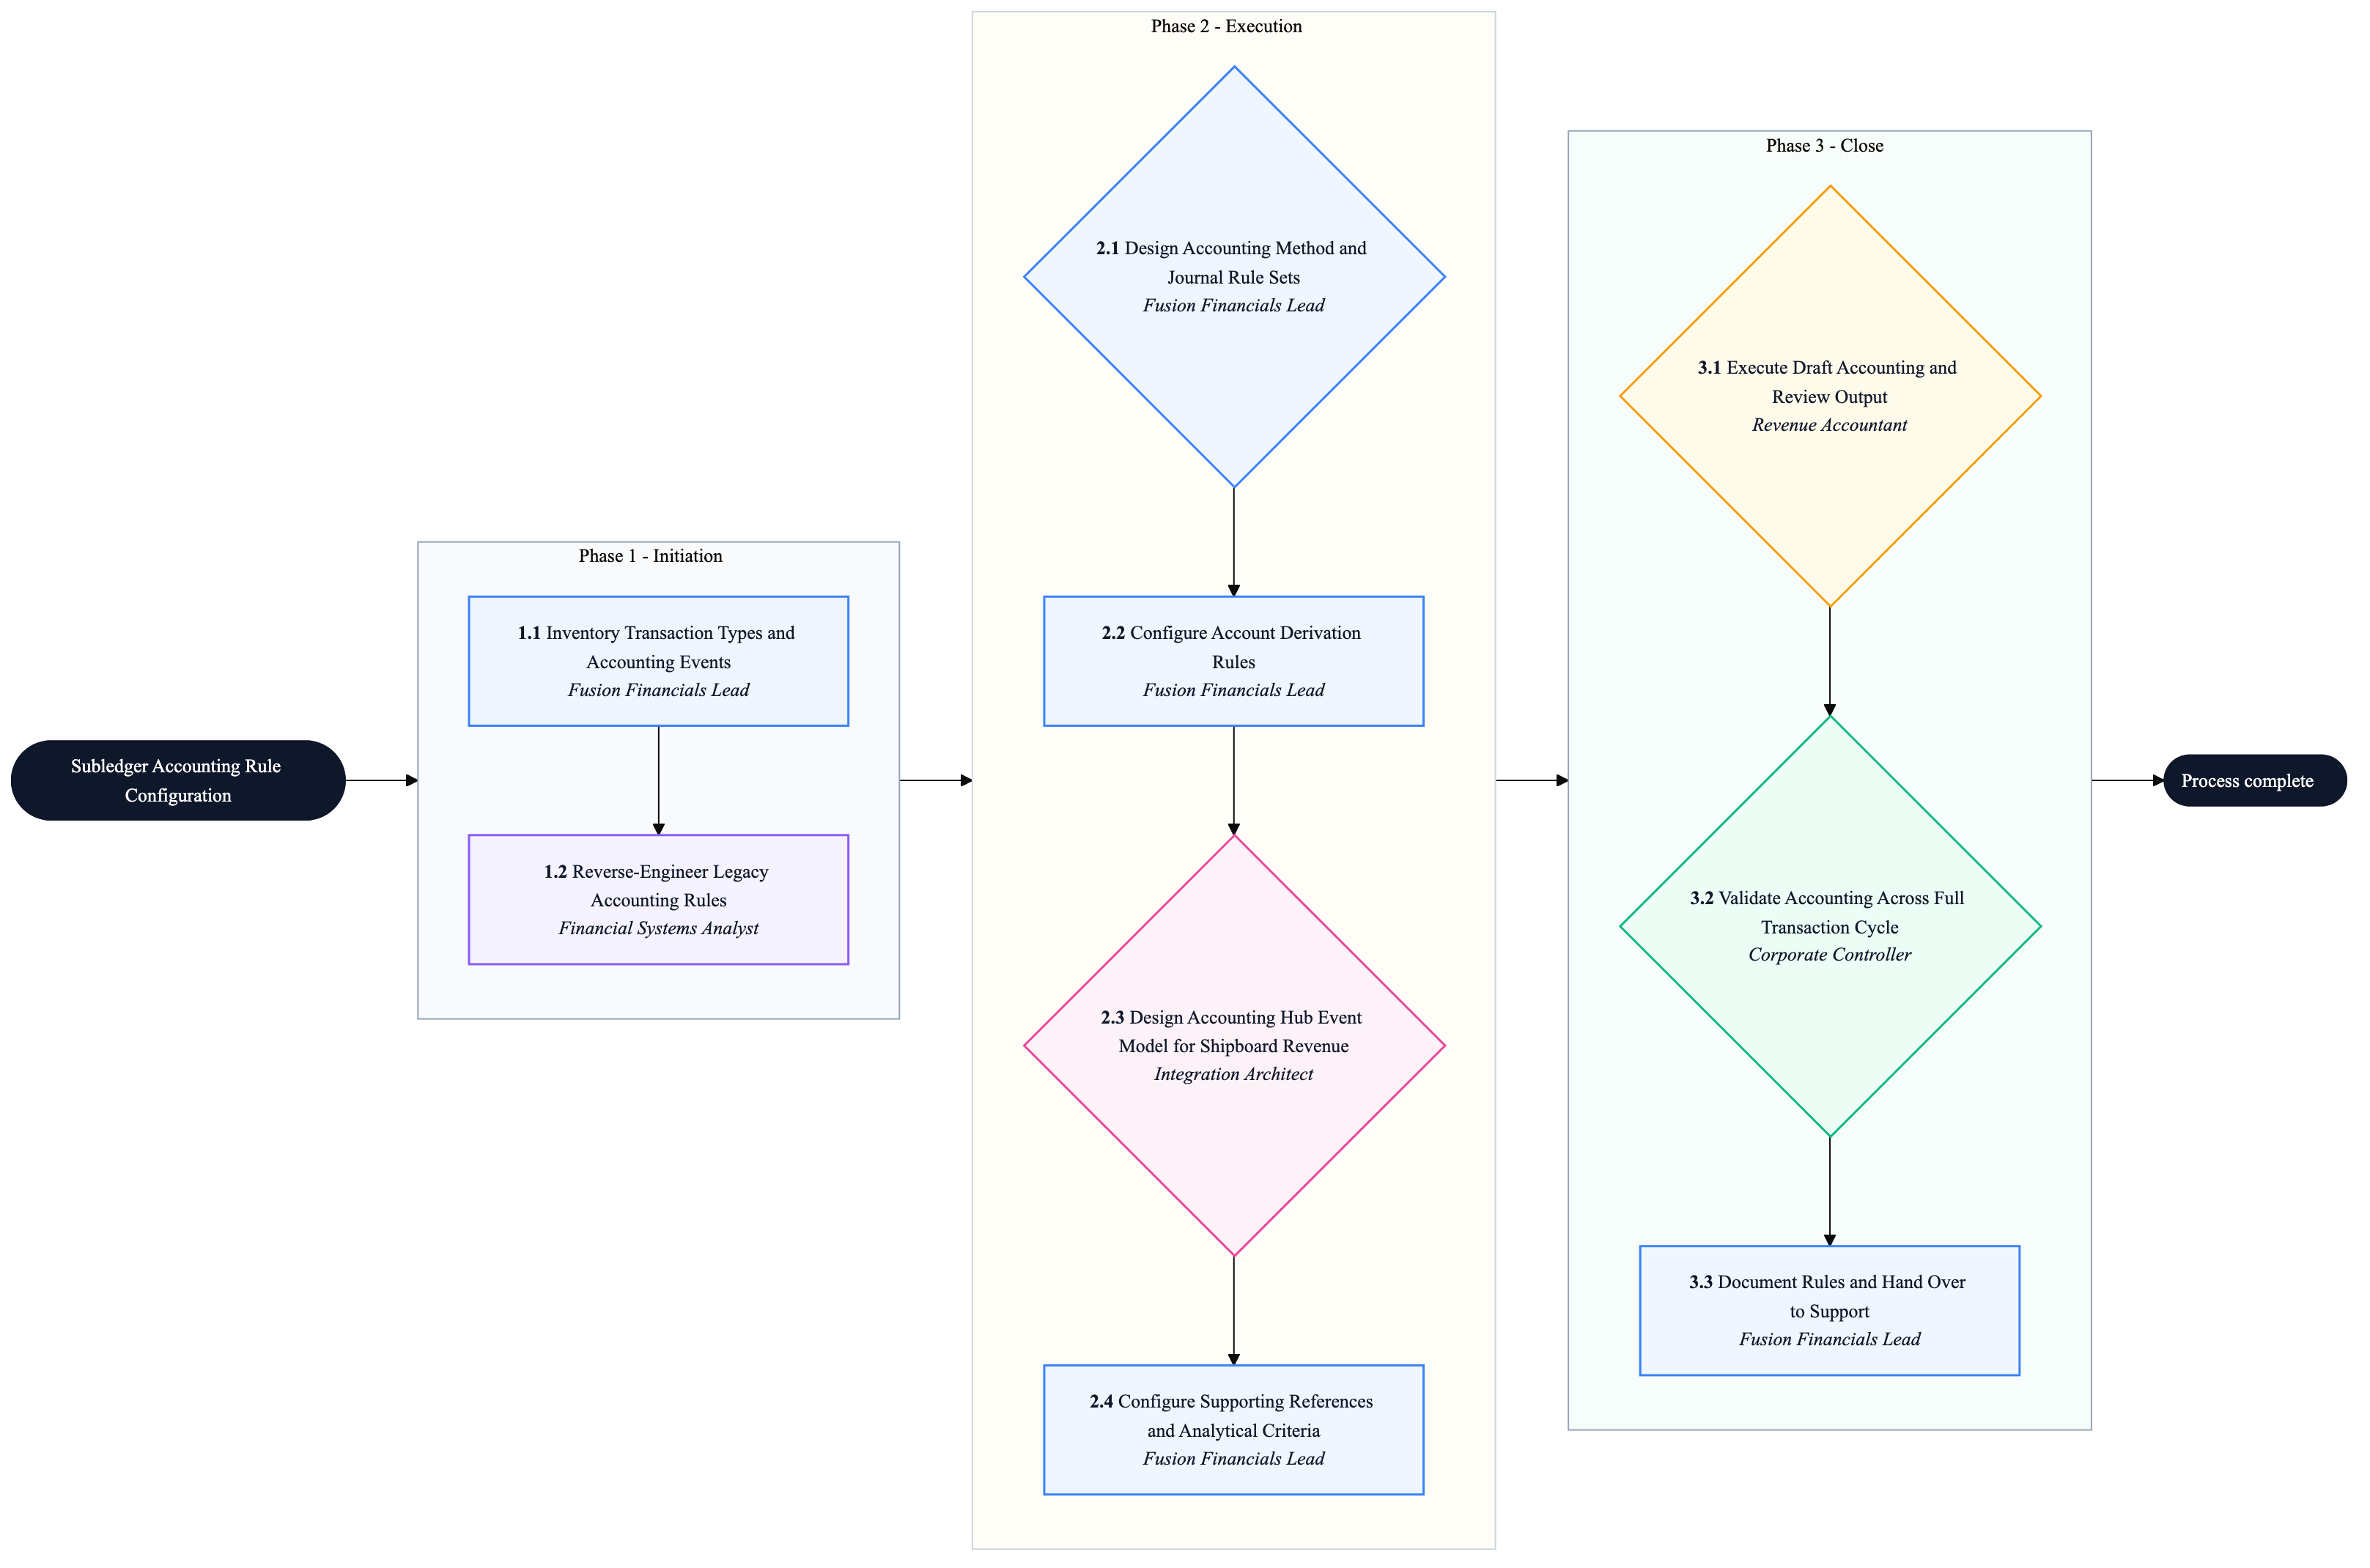 Subledger Accounting Rule
Configuration
Phase 1 - Initiation
1.1 Inventory Transaction Types and
Accounting Events
Fusion Financials Lead
1.2 Reverse-Engineer Legacy
Accounting Rules
Financial Systems Analyst
Phase 2 - Execution
2.1 Design Accounting Method and
Journal Rule Sets
Fusion Financials Lead
2.2 Configure Account Derivation
Rules
Fusion Financials Lead
2.3 Design Accounting Hub Event
Model for Shipboard Revenue
Integration Architect
2.4 Configure Supporting References
and Analytical Criteria
Fusion Financials Lead
Phase 3 - Close
3.1 Execute Draft Accounting and
Review Output
Revenue Accountant
3.2 Validate Accounting Across Full
Transaction Cycle
Corporate Controller
3.3 Document Rules and Hand Over
to Support
Fusion Financials Lead
Process complete